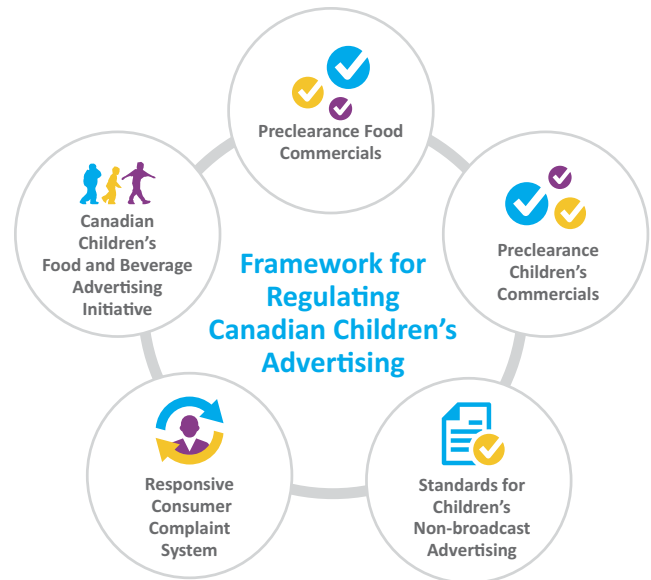 Preclearance Food
Commercials
Canadian
Children's
Food and Beverage
Advertising
Initiative
Preclearance
Children's
Commercials
Framework for
Regulating
Canadian Children's
Advertising
Responsive
Consumer
Complaint
System
Standards for
Children's
Non-broadcast
Advertising